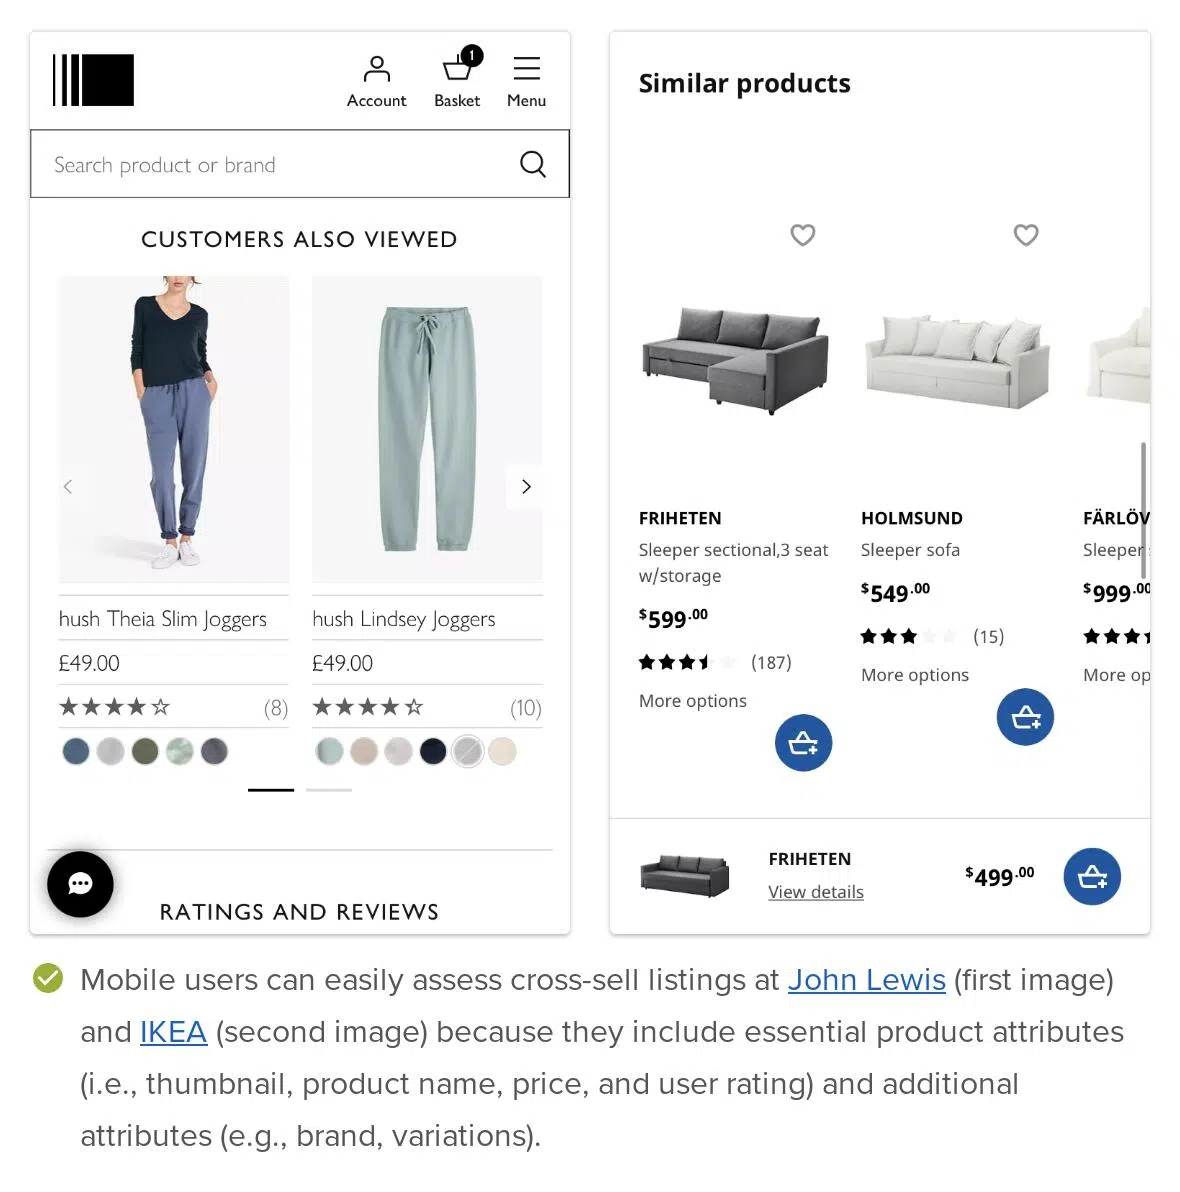 1
Account
Basket
Menu
Search product or brand
CUSTOMERS ALSO VIEWED
hush Theia Slim Joggers
£49.00
(8)
hush Lindsey Joggers
£49.00
(10)
RATINGS AND REVIEWS
Similar products
FRIHETEN
Sleeper sectional,3 seat
w/storage
$599.00
(187)
More options
HOLMSUND
Sleeper sofa
$549.00
(15)
More options
FÄRLÖV
Sleeper
$999.00
More op
FRIHETEN
View details
$499.00
Mobile users can easily assess cross-sell listings at John Lewis (first image)
and IKEA (second image) because they include essential product attributes
(i.e., thumbnail, product name, price, and user rating) and additional
attributes (e.g., brand, variations).